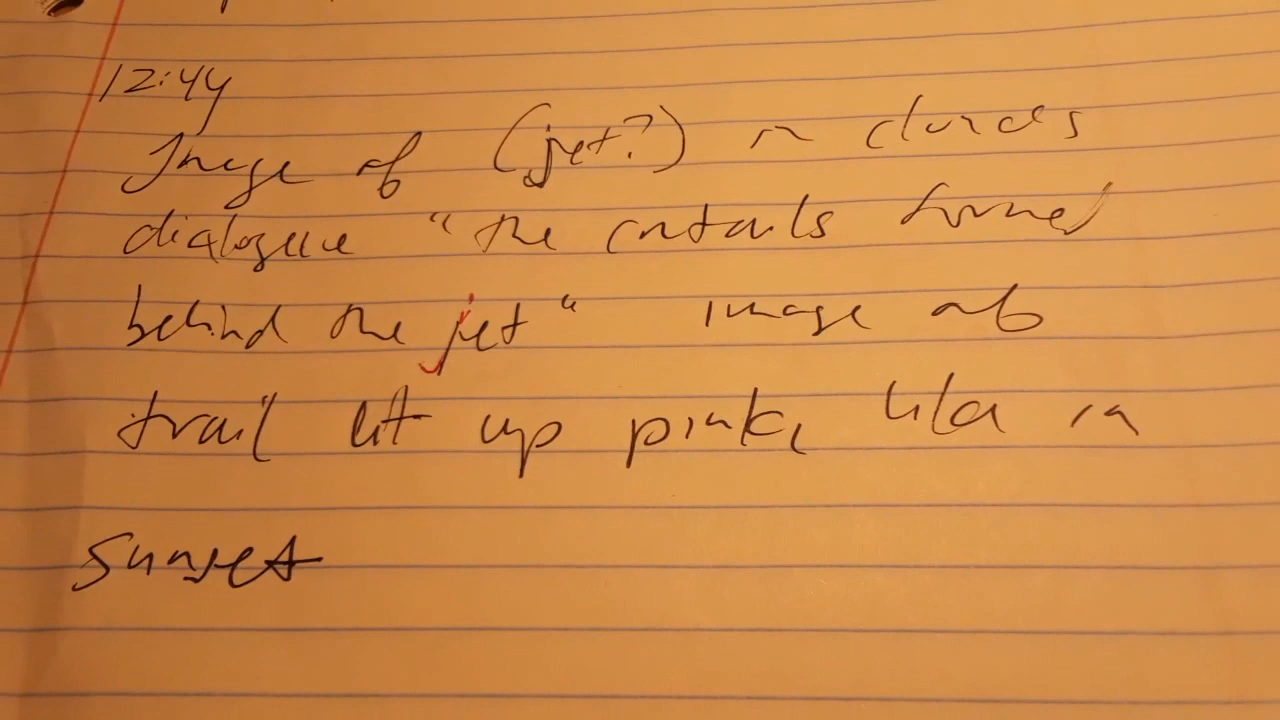 12:44
Image of (jet?) in clouds
dialogue "the contrails formed
behind the jet" image of
trail lit up pink, like in
sunset